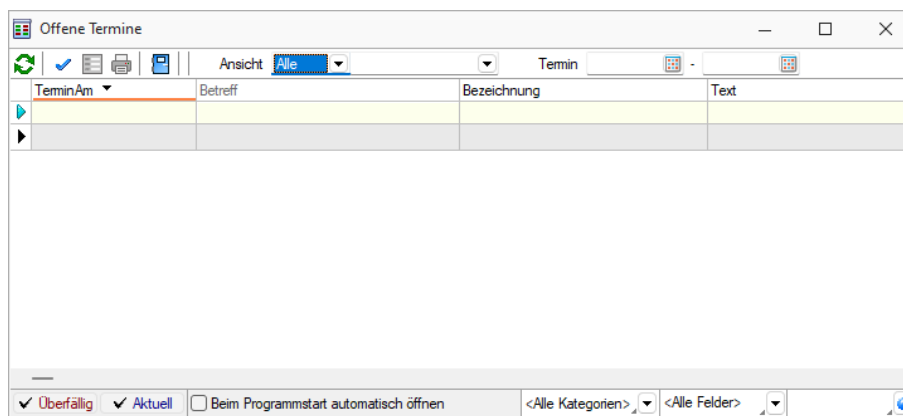 Offene Termine
Ansicht Alle Termin -
TerminAm Betreff Bezeichnung Text
Überfällig Aktuell Beim Programmstart automatisch öffnen <Alle Kategorien> <Alle Felder>